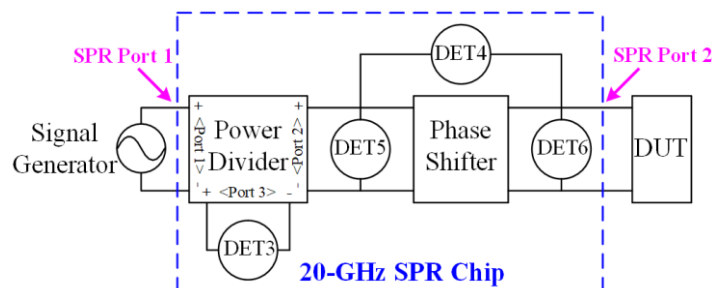 SPR Port 1
DET4
SPR Port 2
Signal
Generator
+ <Port 1> -
Power
Divider
+ <Port 2> -
+ <Port 3> -
DET3
DET5
Phase
Shifter
DET6
DUT
20-GHz SPR Chip